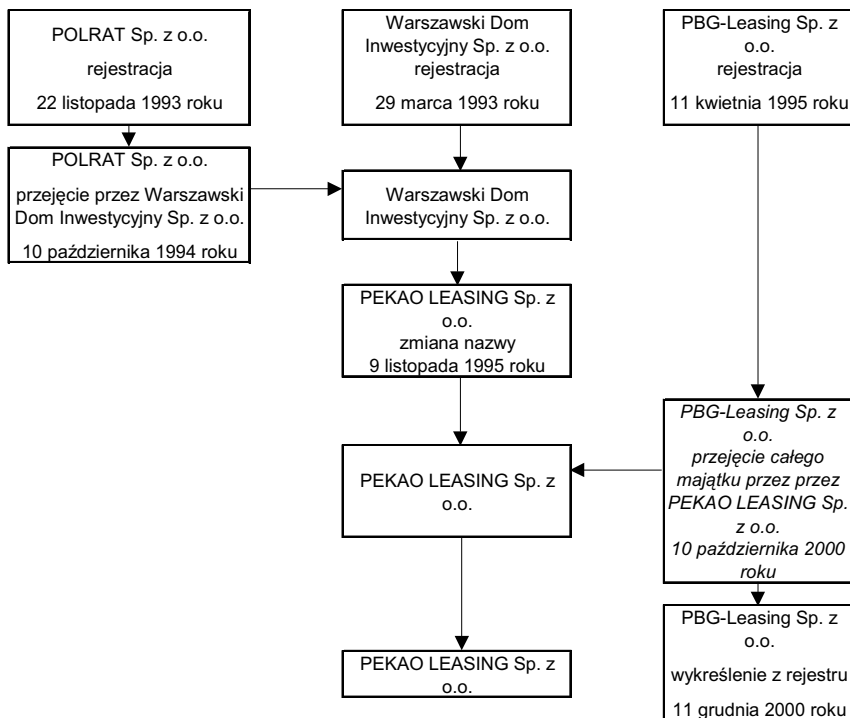 POLRAT Sp. z o.o.
rejestracja
22 listopada 1993 roku
Warszawski Dom
Inwestycyjny Sp. z o.o.
rejestracja
29 marca 1993 roku
PBG-Leasing Sp. z
o.o.
rejestracja
11 kwietnia 1995 roku
POLRAT Sp. z o.o.
przejęcie przez Warszawski
Dom Inwestycyjny Sp. z o.o.
10 października 1994 roku
Warszawski Dom
Inwestycyjny Sp. z o.o.
PEKAO LEASING Sp. z
o.o.
zmiana nazwy
9 listopada 1995 roku
PEKAO LEASING Sp. z
o.o.
PBG-Leasing Sp. z
o.o.
przejęcie całego
majątku przez przez
PEKAO LEASING Sp.
z o.o.
10 października 2000
roku
PEKAO LEASING Sp. z
o.o.
PBG-Leasing Sp. z
o.o.
wykreślenie z rejestru
11 grudnia 2000 roku